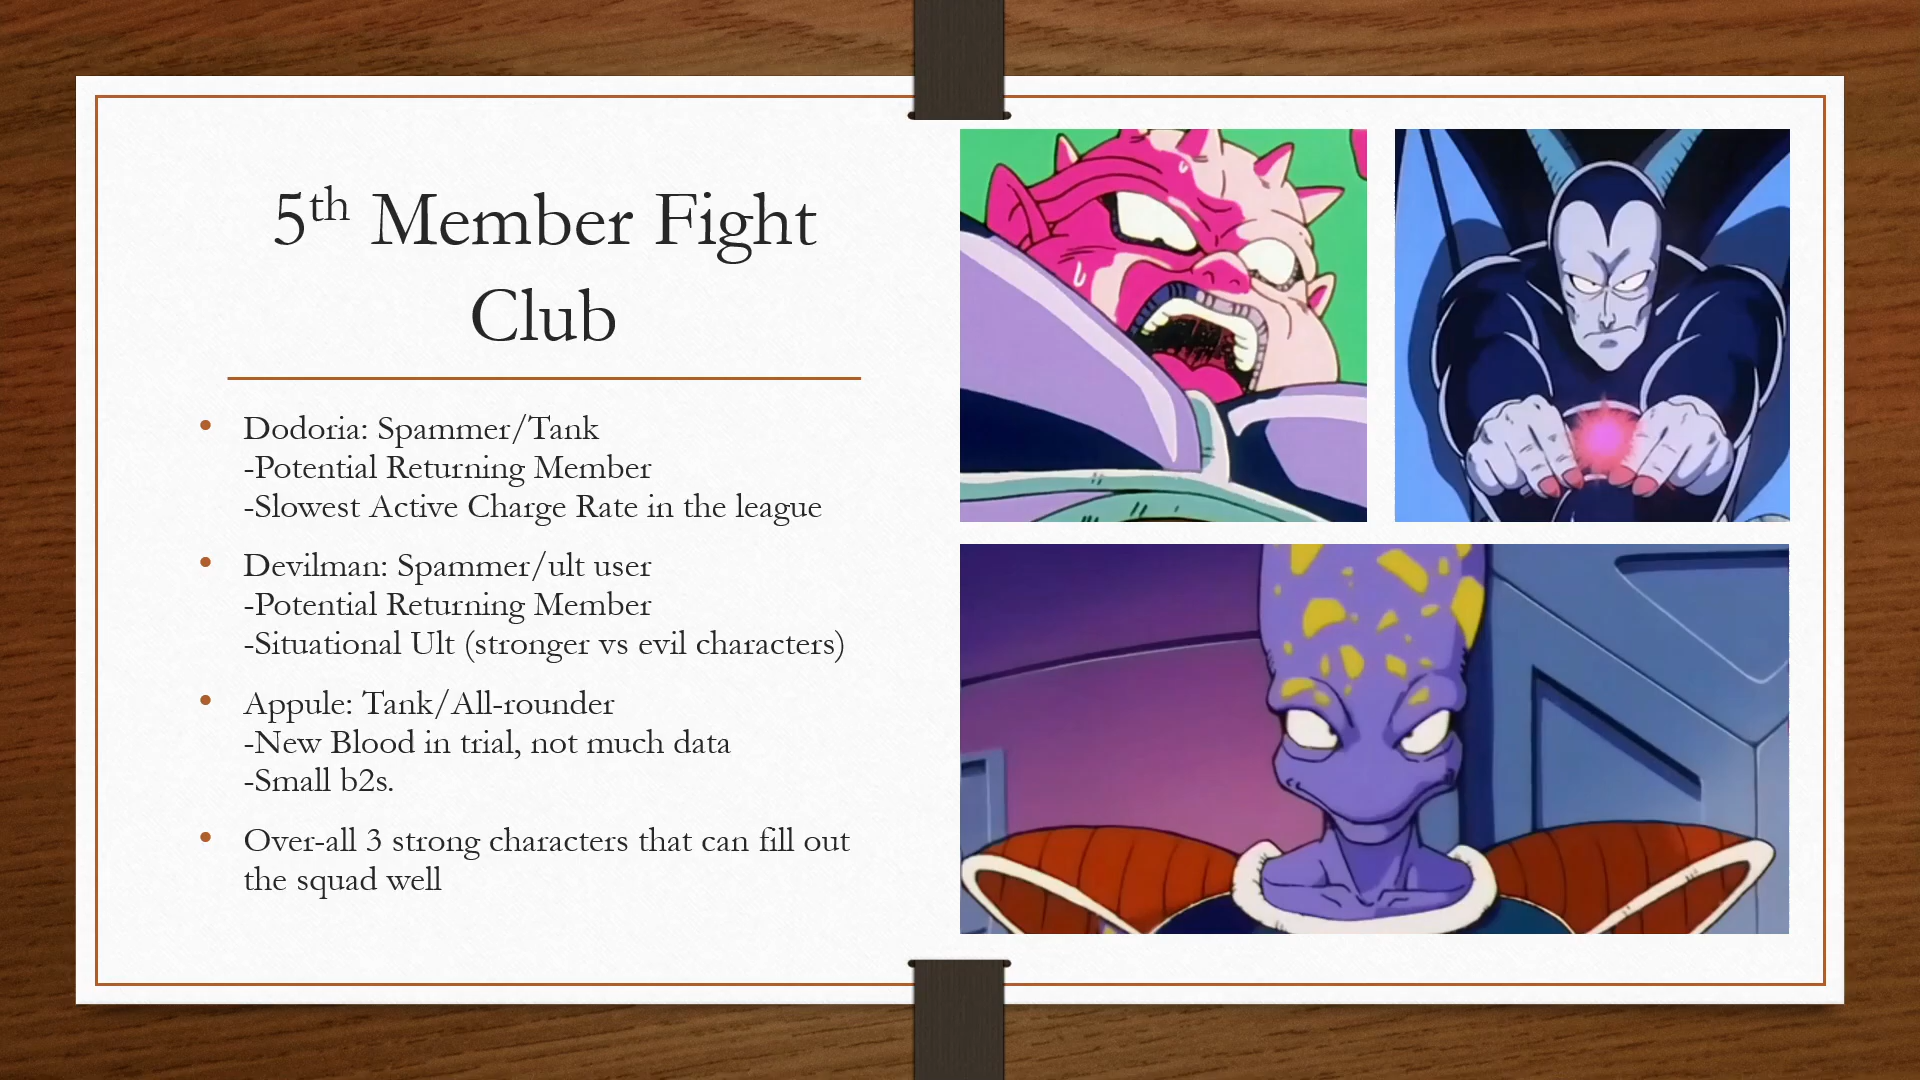 5th Member Fight
Club
• Dodoria: Spammer/Tank
-Potential Returning Member
-Slowest Active Charge Rate in the league
• Devilman: Spammer/ult user
-Potential Returning Member
-Situational Ult (stronger vs evil characters)
• Appule: Tank/All-rounder
-New Blood in trial, not much data
-Small b2s.
• Over-all 3 strong characters that can fill out
the squad well